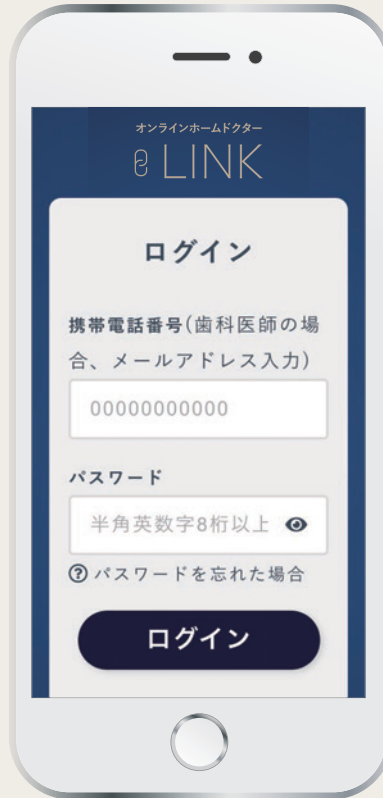 オンラインホームドクター
LINK
ログイン
携帯電話番号(歯科医師の場
合、メールアドレス入力)
00000000000
パスワード
半角英数字8桁以上
?パスワードを忘れた場合
ログイン